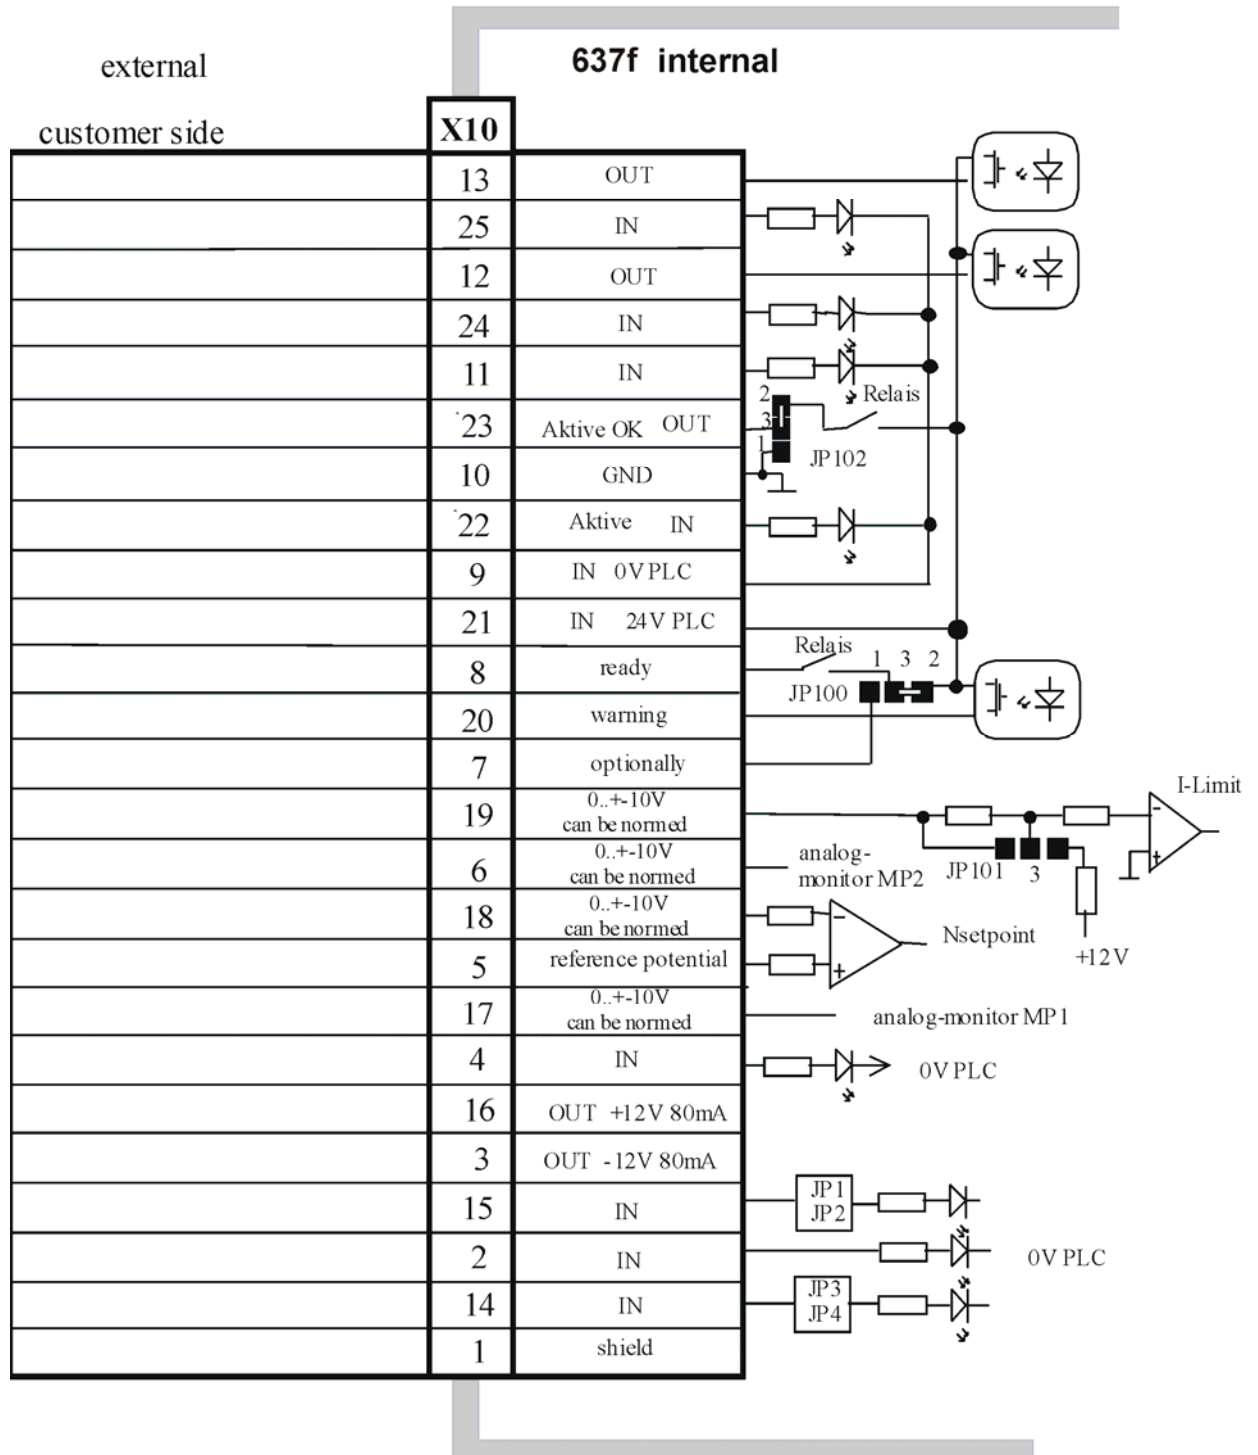 637f internal
external
customer side
X10
13 OUT
25 IN
12 OUT
24 IN
11 IN
2
Relais
23 Aktive OK OUT
3
1
JP102
10 GND
22 Aktive IN
9 IN 0V PLC
21 IN 24V PLC
Relais
1 3 2
8 ready
JP100
20 warning
7 optionally
I-Limit
19 0..+-10V
can be normed
-
+
JP101 3
6 0..+-10V
can be normed
analog-
monitor MP2
18 0..+-10V
can be normed
-
Nsetpoint
+12V
5 reference potential
+
17 0..+-10V
can be normed
analog-monitor MP1
4 IN
0V PLC
16 OUT +12V 80mA
3 OUT -12V 80mA
15 IN
JP1
JP2
2 IN
0V PLC
14 IN
JP3
JP4
1 shield